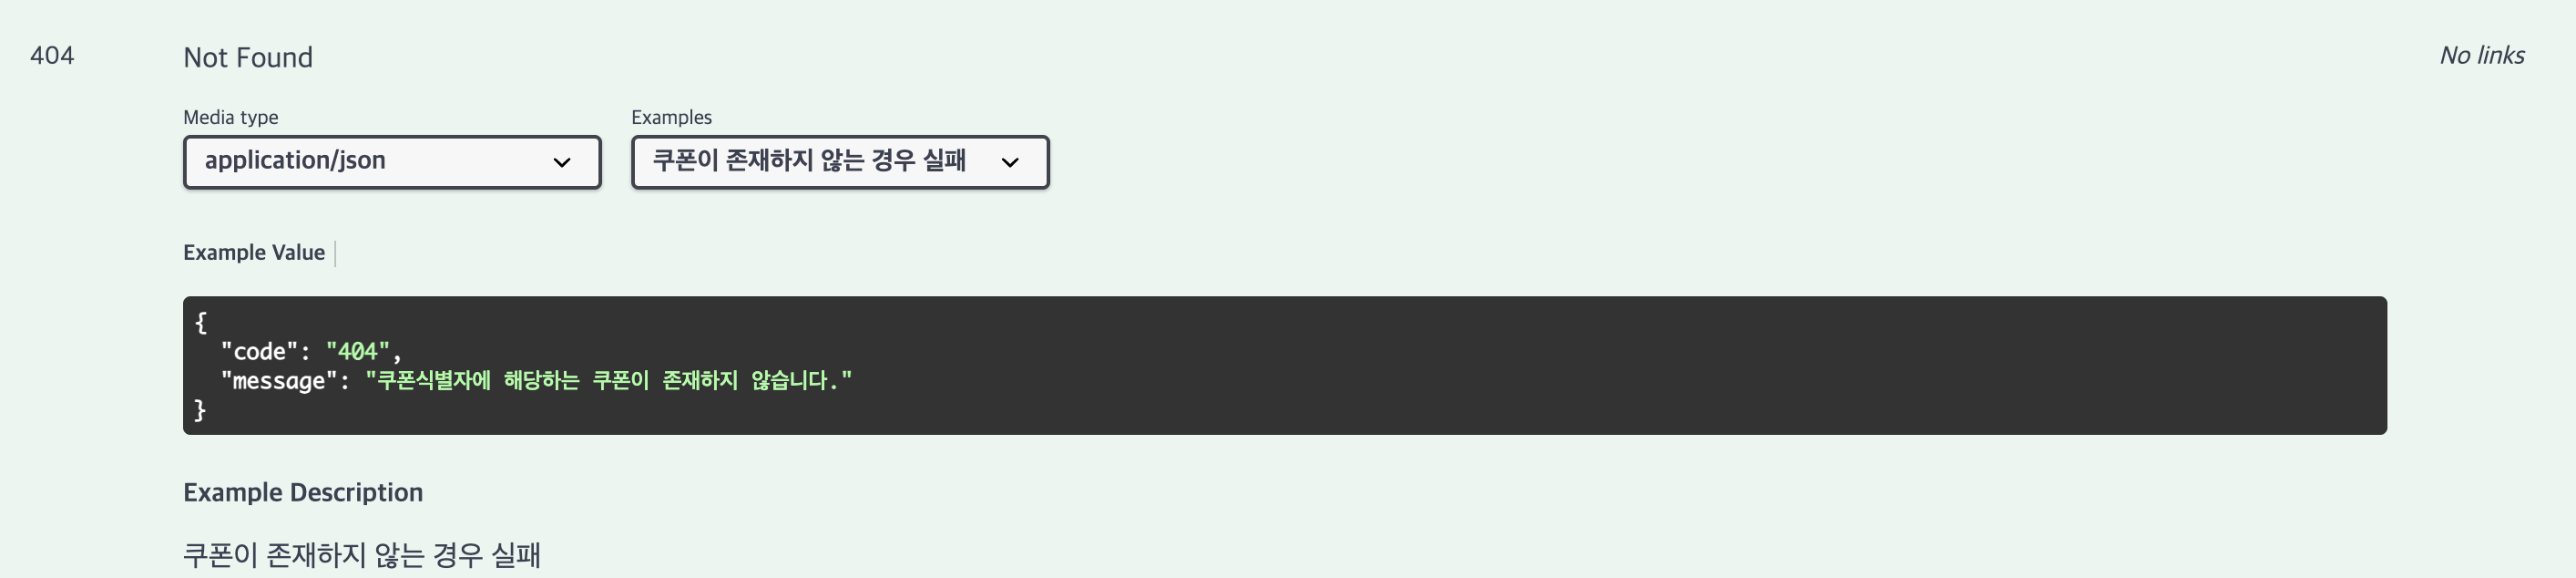 404 Not Found No links
Media type Examples
application/json 쿠폰이 존재하지 않는 경우 실패
Example Value
{
"code": "404",
"message": "쿠폰식별자에 해당하는 쿠폰이 존재하지 않습니다."
}
Example Description
쿠폰이 존재하지 않는 경우 실패